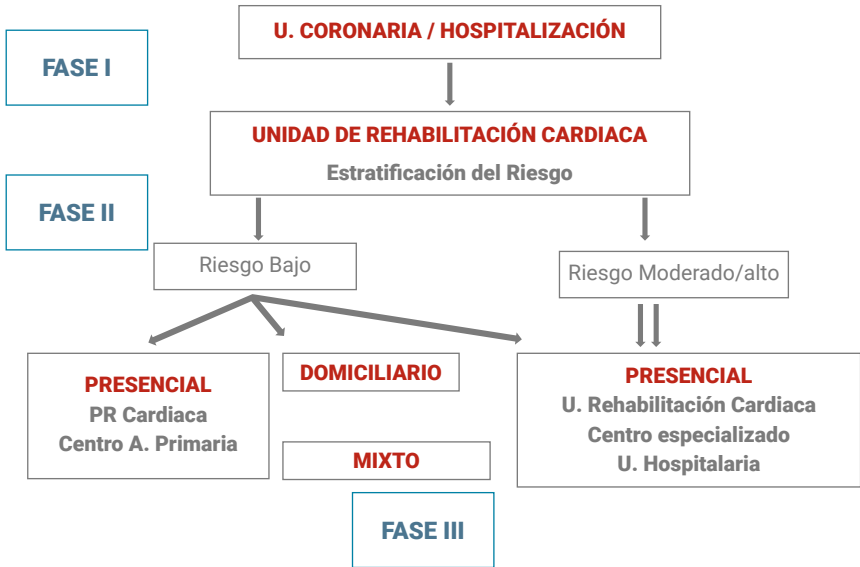 U. CORONARIA / HOSPITALIZACIÓN
FASE I
UNIDAD DE REHABILITACIÓN CARDIACA
Estratificación del Riesgo
FASE II
Riesgo Bajo
Riesgo Moderado/alto
PRESENCIAL
PR Cardiaca
Centro A. Primaria
DOMICILIARIO
MIXTO
PRESENCIAL
U. Rehabilitación Cardiaca
Centro especializado
U. Hospitalaria
FASE III